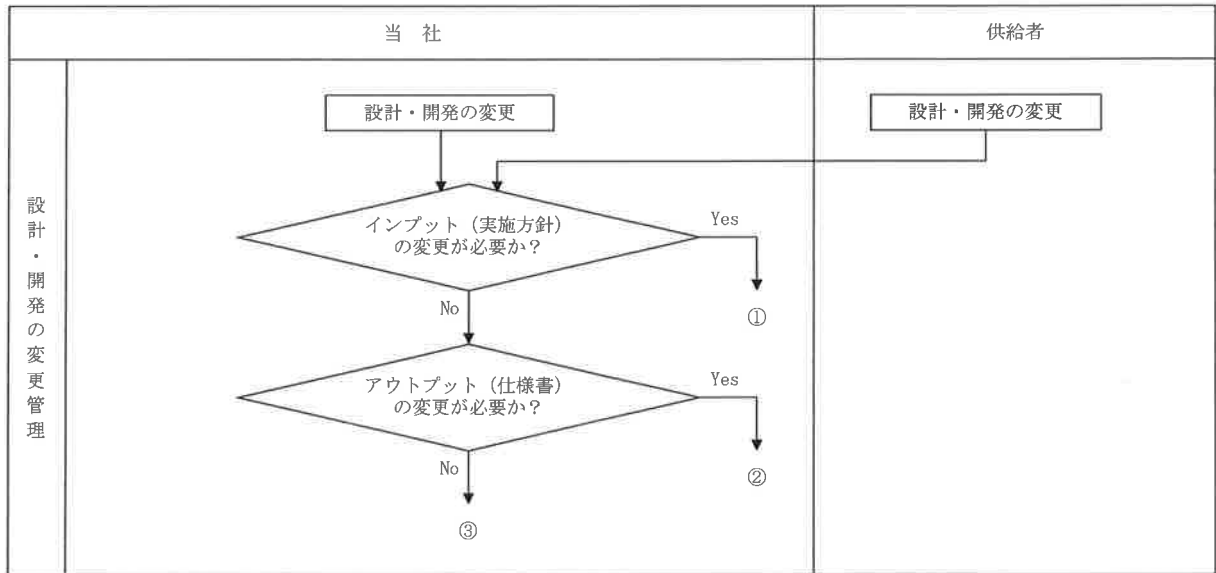 当 社
供給者
設計・開発の変更管理
設計・開発の変更
設計・開発の変更
インプット（実施方針）
の変更が必要か？
Yes
①
No
アウトプット（仕様書）
の変更が必要か？
Yes
②
No
③